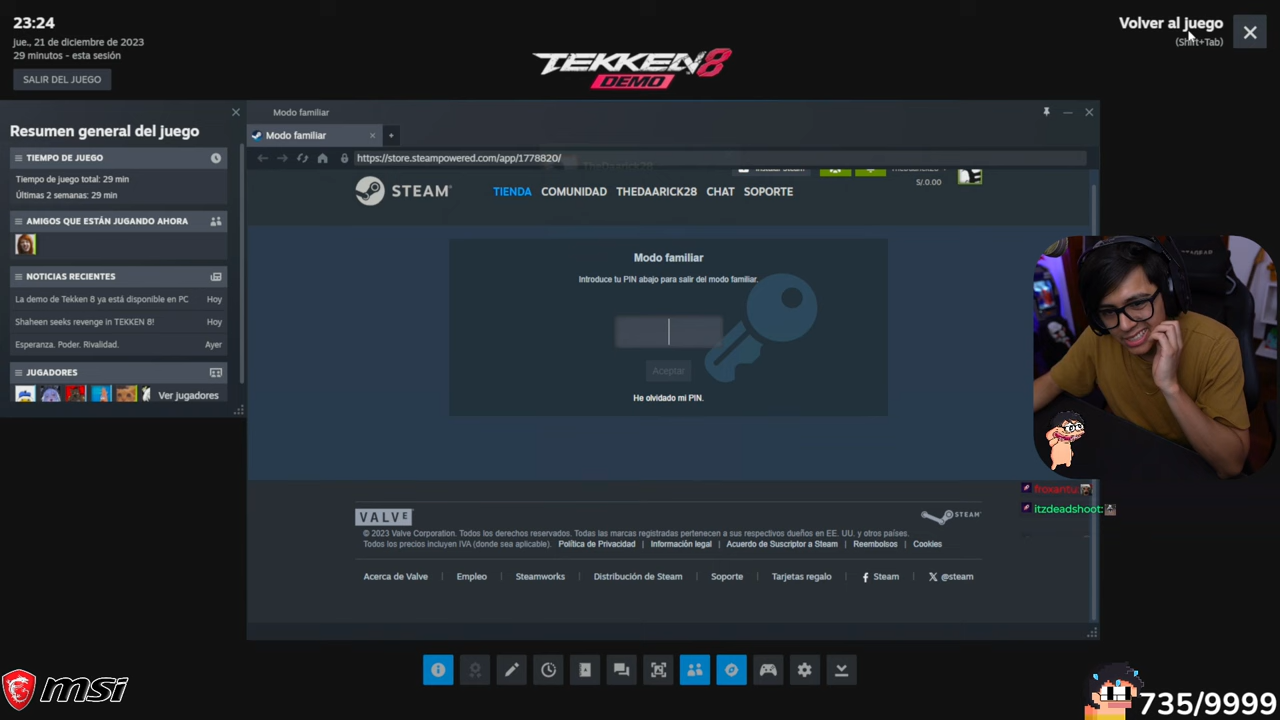 23:24
jue., 21 de diciembre de 2023
29 minutos - esta sesión
SALIR DEL JUEGO
TEKKEN 8
DEMO
Volver al juego
(Shift+Tab)
Resumen general del juego
TIEMPO DE JUEGO
Tiempo de juego total: 29 min
Últimas 2 semanas: 29 min
AMIGOS QUE ESTÁN JUGANDO AHORA
NOTICIAS RECIENTES
La demo de Tekken 8 ya está disponible en PC Hoy
Shaheen seeks revenge in TEKKEN 8! Hoy
Esperanza. Poder. Rivalidad. Ayer
JUGADORES
Ver jugadores
Modo familiar
Modo familiar
https://store.steampowered.com/app/1778820/
TheDaarick28
Instalar Steam
S/.0.00
STEAM
TIENDA COMUNIDAD THEDAARICK28 CHAT SOPORTE
Modo familiar
Introduce tu PIN abajo para salir del modo familiar.
Aceptar
He olvidado mi PIN.
froxantu:
itzdeadshoot:
VALVE
STEAM
© 2023 Valve Corporation. Todos los derechos reservados. Todas las marcas registradas pertenecen a sus respectivos dueños en EE. UU. y otros países.
Todos los precios incluyen IVA (donde sea aplicable). Política de Privacidad | Información legal | Acuerdo de Suscriptor a Steam | Reembolsos | Cookies
Acerca de Valve | Empleo | Steamworks | Distribución de Steam | Soporte | Tarjetas regalo | Steam | @steam
msi
735/9999